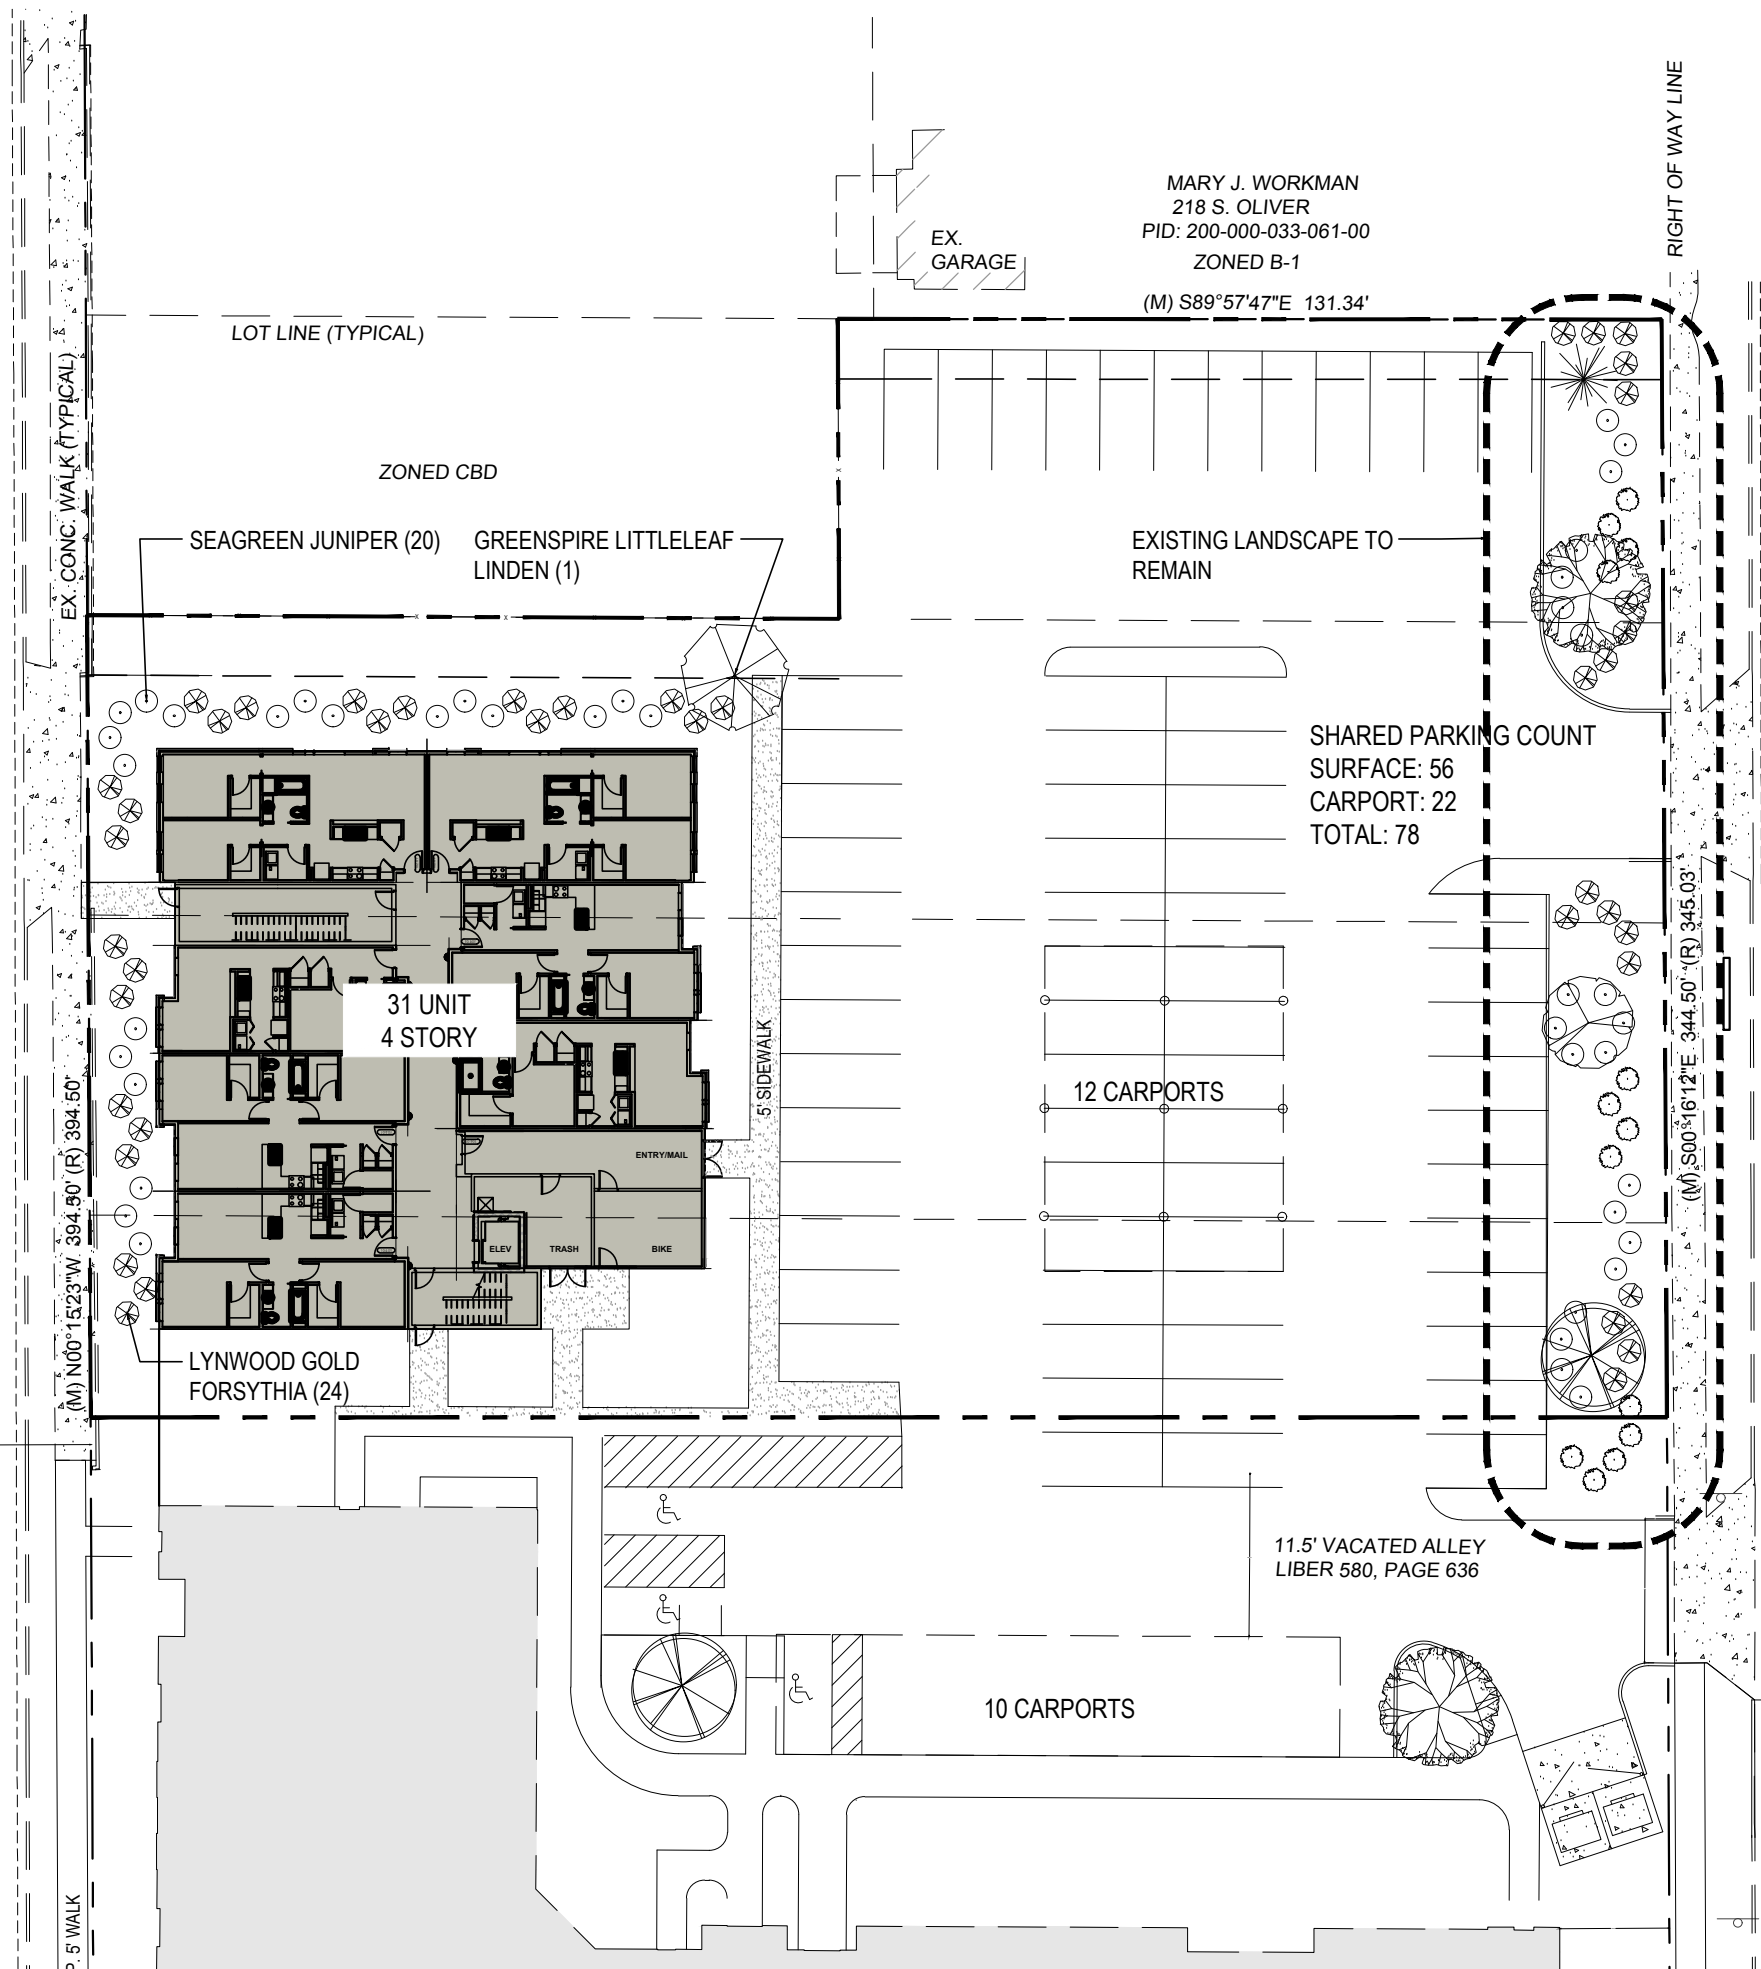 RIGHT OF WAY LINE
MARY J. WORKMAN
218 S. OLIVER
PID: 200-000-033-061-00
ZONED B-1
EX.
GARAGE
(M) S89°57'47"E 131.34'
LOT LINE (TYPICAL)
EX. CONC. WALK (TYPICAL)
ZONED CBD
SEAGREEN JUNIPER (20)
GREENSPIRE LITTLELEAF
LINDEN (1)
EXISTING LANDSCAPE TO
REMAIN
SHARED PARKING COUNT
SURFACE: 56
CARPORT: 22
TOTAL: 78
31 UNIT
4 STORY
5' SIDEWALK
12 CARPORTS
(M) S00°16'12"E 344.50' (R) 345.03'
(M) N00°15'23"W 394.50' (R) 394.50'
ENTRY/MAIL
ELEV
TRASH
BIKE
LYNWOOD GOLD
FORSYTHIA (24)
11.5' VACATED ALLEY
LIBER 580, PAGE 636
10 CARPORTS
P. 5' WALK